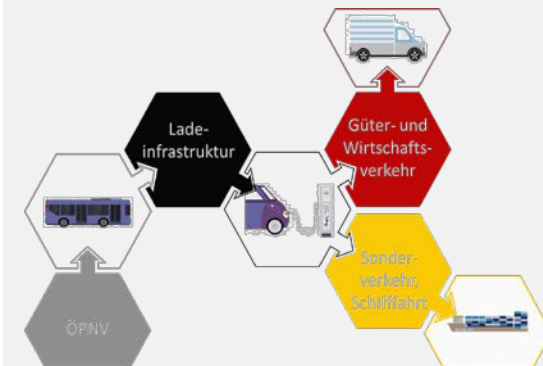 Lade-
infrastruktur
Güter- und
Wirtschafts-
verkehr
Sonder-
verkehr,
Schifffahrt
ÖPNV